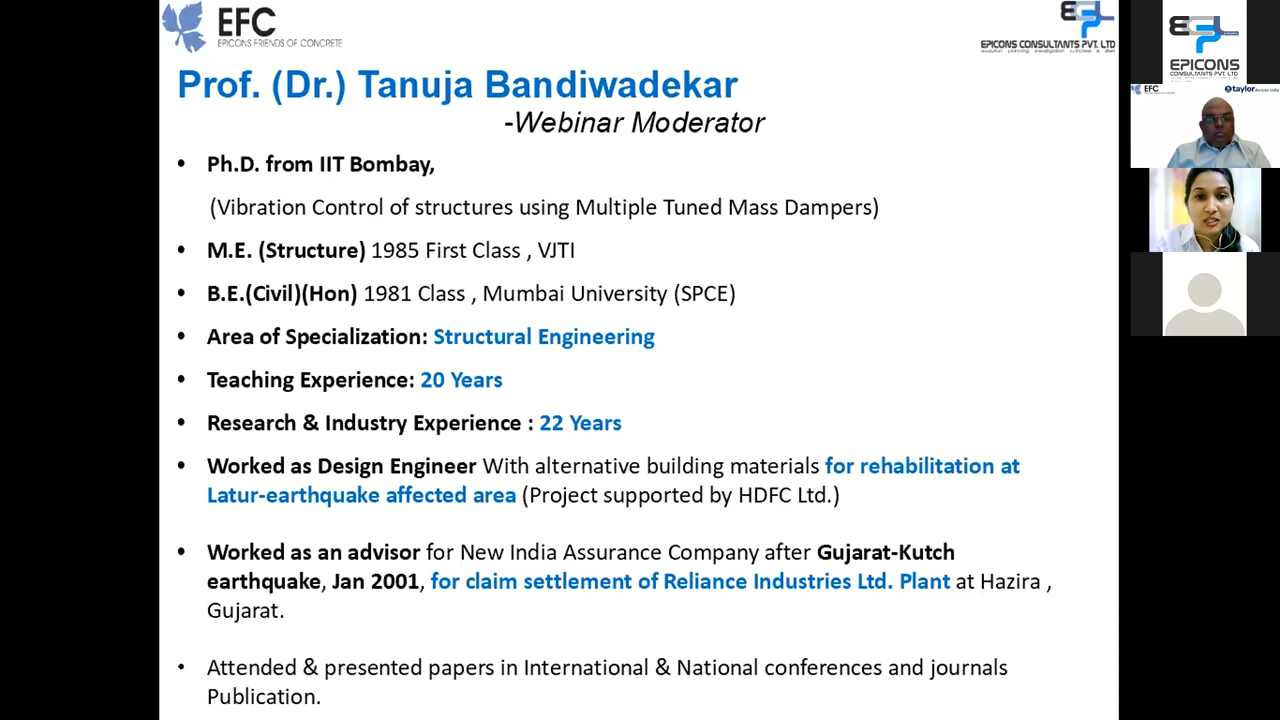 EFC
EPICONS FRIENDS OF CONCRETE
EPICONS CONSULTANTS PVT. LTD
Prof. (Dr.) Tanuja Bandiwadekar
-Webinar Moderator
• Ph.D. from IIT Bombay,
(Vibration Control of structures using Multiple Tuned Mass Dampers)
• M.E. (Structure) 1985 First Class , VJTI
• B.E.(Civil)(Hon) 1981 Class , Mumbai University (SPCE)
• Area of Specialization: Structural Engineering
• Teaching Experience: 20 Years
• Research & Industry Experience : 22 Years
• Worked as Design Engineer With alternative building materials for rehabilitation at
Latur-earthquake affected area (Project supported by HDFC Ltd.)
• Worked as an advisor for New India Assurance Company after Gujarat-Kutch
earthquake, Jan 2001, for claim settlement of Reliance Industries Ltd. Plant at Hazira ,
Gujarat.
• Attended & presented papers in International & National conferences and journals
Publication.
EPICONS
CONSULTANTS PVT. LTD
EFC
taylor devices india